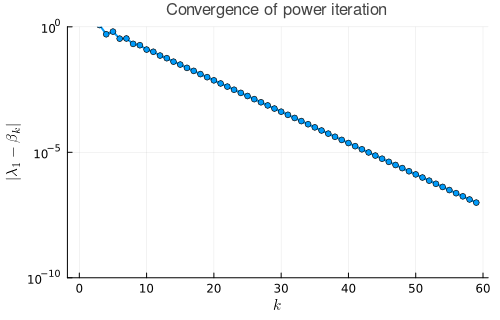 Convergence of power iteration
10⁰
10⁻⁵
10⁻¹⁰
|λ₁ − βₖ|
0 10 20 30 40 50 60
k